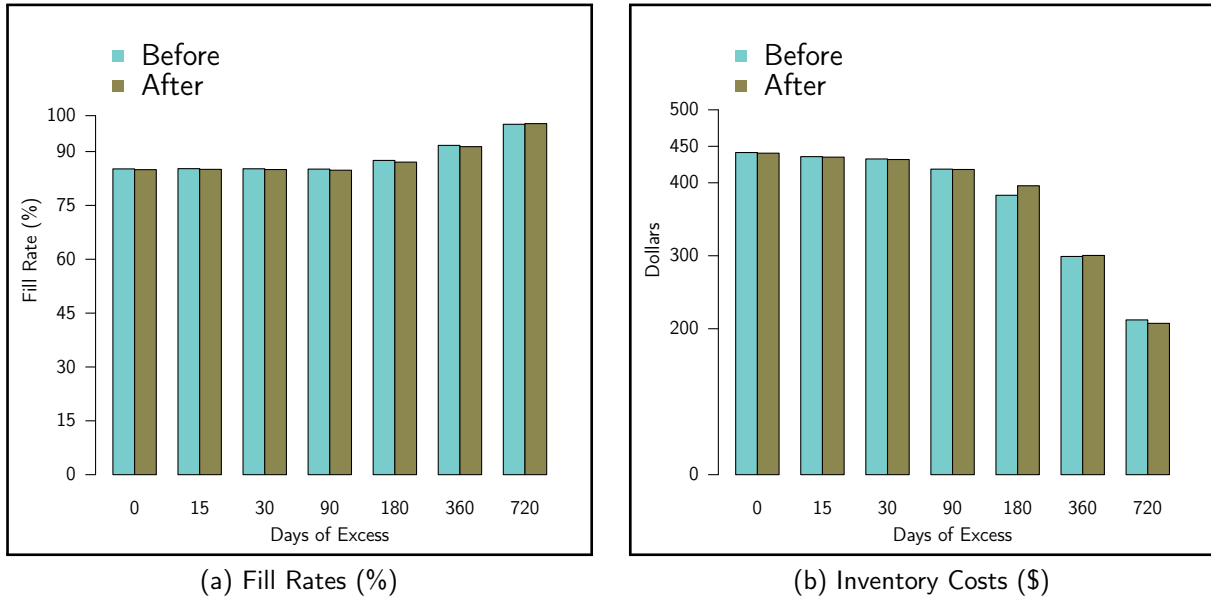 Before
After
100
90
75
60
45
30
15
0
Fill Rate (%)
0 15 30 90 180 360 720
Days of Excess
(a) Fill Rates (%)
Before
After
500
450
400
300
200
0
Dollars
0 15 30 90 180 360 720
Days of Excess
(b) Inventory Costs ($)